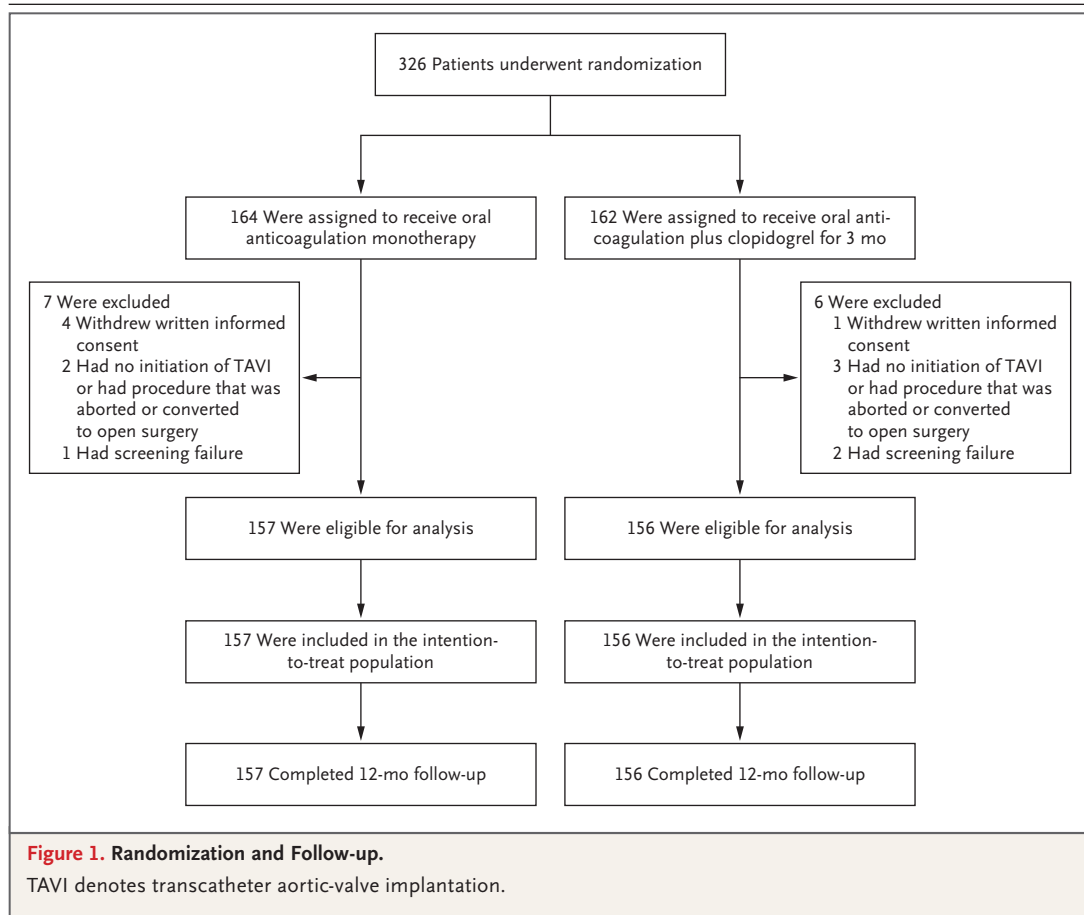 326 Patients underwent randomization
164 Were assigned to receive oral
anticoagulation monotherapy
162 Were assigned to receive oral anti-
coagulation plus clopidogrel for 3 mo
7 Were excluded
4 Withdrew written informed
consent
2 Had no initiation of TAVI
or had procedure that was
aborted or converted
to open surgery
1 Had screening failure
6 Were excluded
1 Withdrew written informed
consent
3 Had no initiation of TAVI
or had procedure that was
aborted or converted
to open surgery
2 Had screening failure
157 Were eligible for analysis
156 Were eligible for analysis
157 Were included in the intention-
to-treat population
156 Were included in the intention-
to-treat population
157 Completed 12-mo follow-up
156 Completed 12-mo follow-up
Figure 1. Randomization and Follow-up.
TAVI denotes transcatheter aortic-valve implantation.